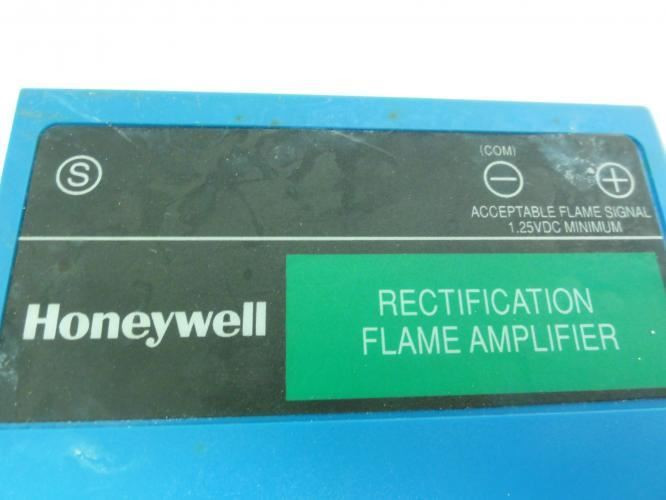 S
(COM)
− +
ACCEPTABLE FLAME SIGNAL
1.25VDC MINIMUM
Honeywell
RECTIFICATION
FLAME AMPLIFIER